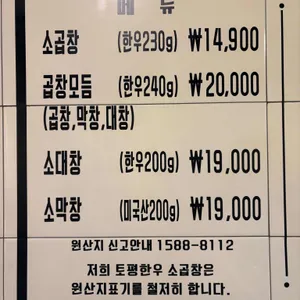 메 뉴
소곱창 (한우230g) ₩14,900
곱창모듬 (한우240g) ₩20,000
(곱창,막창,대창)
소대창 (한우200g) ₩19,000
소막창 (미국산200g) ₩19,000
원산지 신고안내 1588-8112
저희 토평한우 소곱창은
원산지표기를 철저히 합니다.